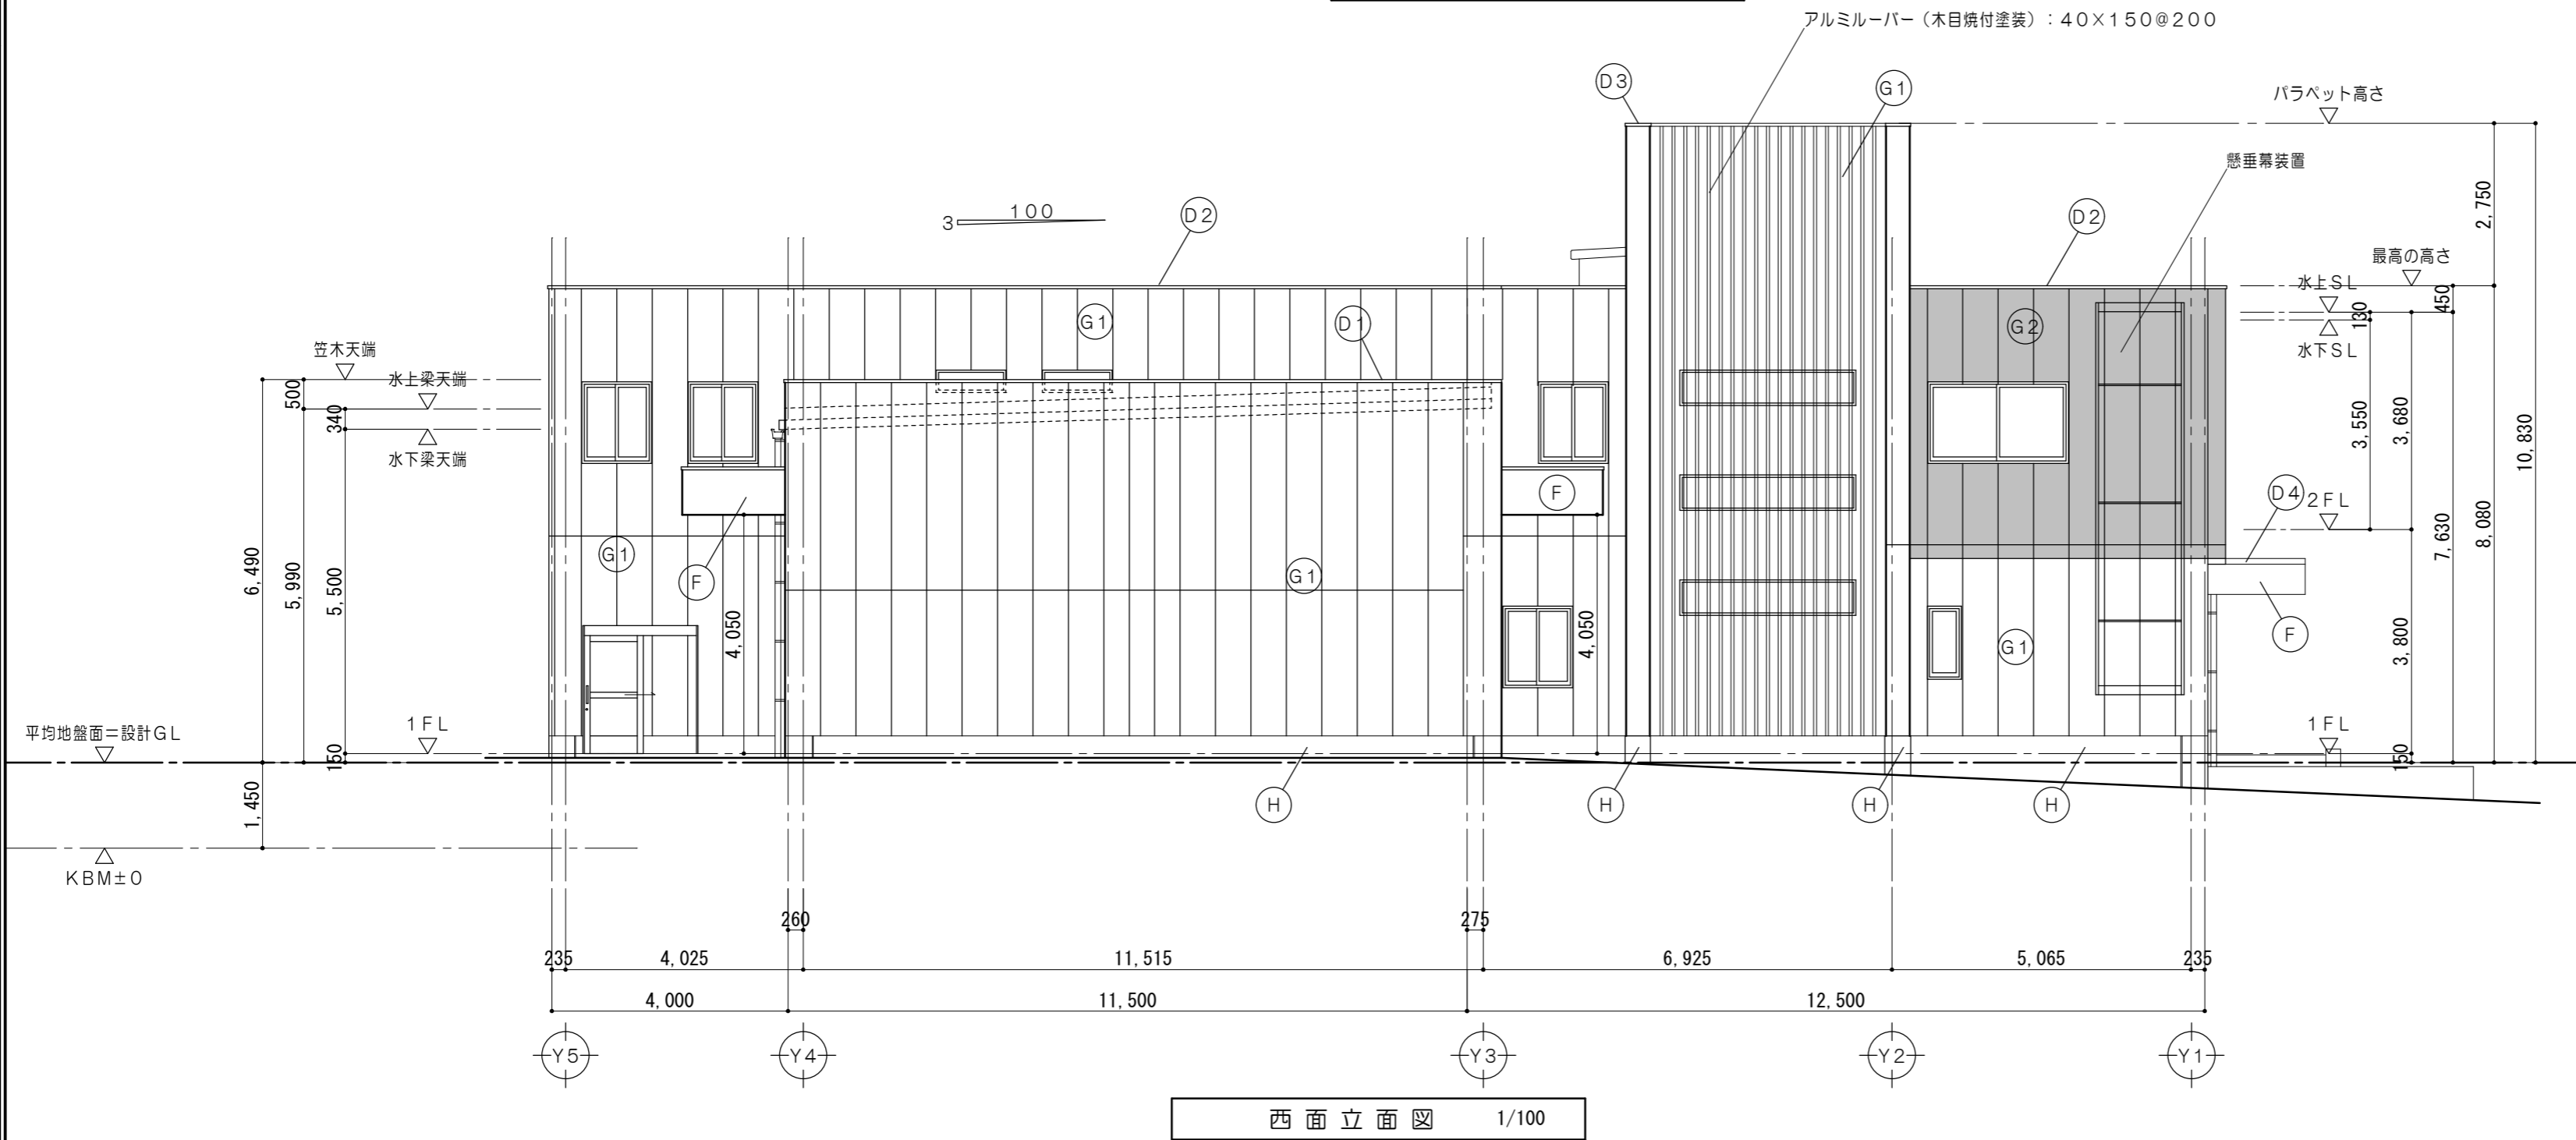 アルミルーバー（木目焼付塗装）：４０×１５０＠２００
D3
G1
パラペット高さ
懸垂幕装置
3
100
D2
D2
2,750
最高の高さ
水上SL
450
130
水下SL
G1
D1
G2
笠木天端
水上梁天端
500
340
水下梁天端
3,550
3,680
10,830
F
D4
2FL
6,490
5,990
5,500
G1
F
G1
7,630
8,080
4,050
4,050
G1
F
3,800
1FL
1FL
平均地盤面＝設計GL
150
150
1,450
H
H
H
H
KBM±0
260
275
235
4,025
11,515
6,925
5,065
235
4,000
11,500
12,500
Y5
Y4
Y3
Y2
Y1
西面立面図 1/100